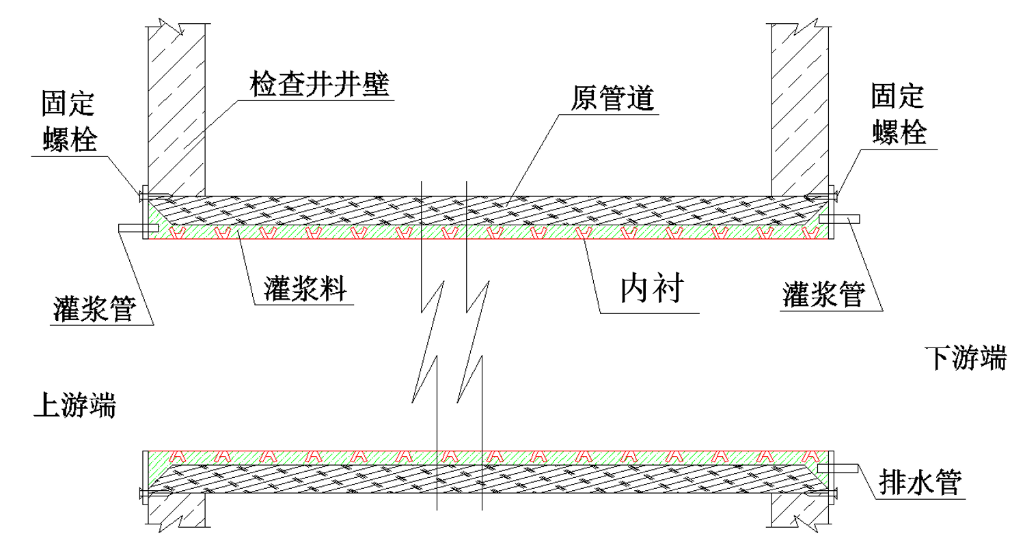 检查井井壁
原管道
固定
螺栓
固定
螺栓
灌浆管
灌浆料
内衬
灌浆管
下游端
上游端
排水管